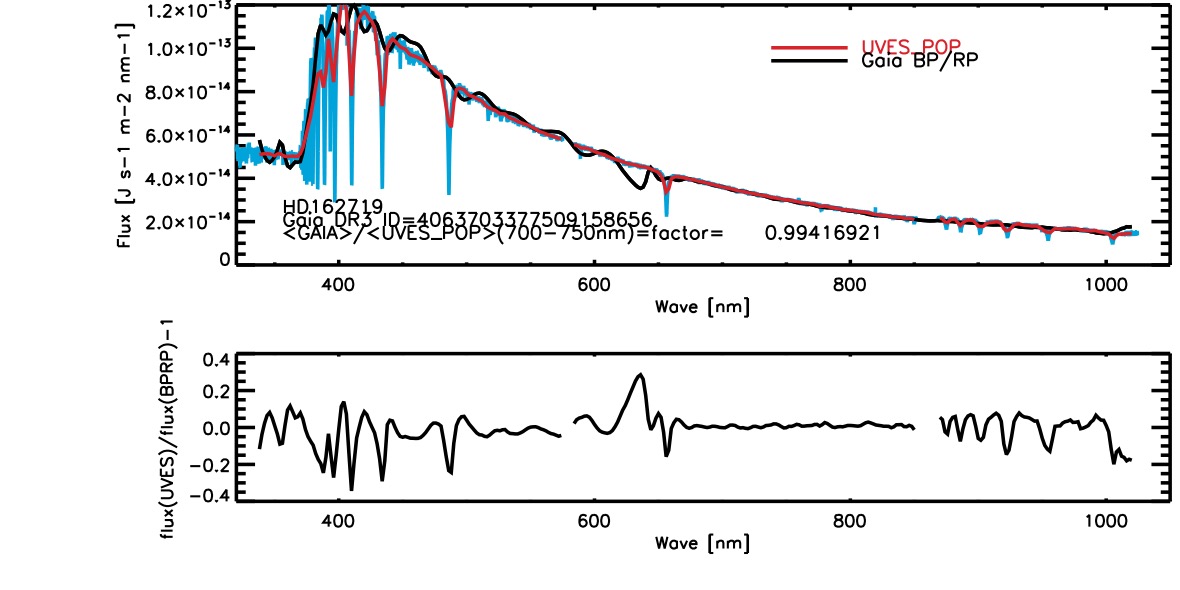 1.2×10⁻¹³
1.0×10⁻¹³
8.0×10⁻¹⁴
6.0×10⁻¹⁴
4.0×10⁻¹⁴
2.0×10⁻¹⁴
0
Flux [J s−1 m−2 nm−1]
UVES_POP
Gaia BP/RP
HD162719
Gaia DR3 ID=4063703377509158656
<GAIA>/<UVES_POP>(700−750nm)=factor= 0.99416921
400 600 800 1000
Wave [nm]
0.4
0.2
0.0
−0.2
−0.4
flux(UVES)/flux(BPRP)−1
400 600 800 1000
Wave [nm]